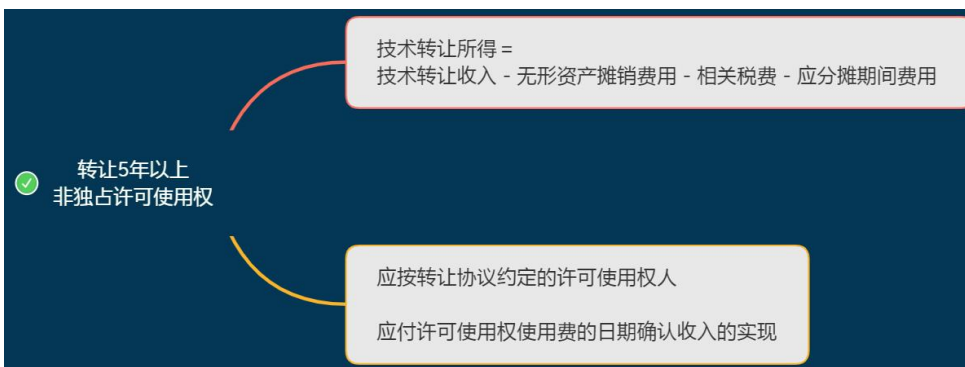 技术转让所得 =
技术转让收入 - 无形资产摊销费用 - 相关税费 - 应分摊期间费用
转让5年以上
非独占许可使用权
应按转让协议约定的许可使用权人
应付许可使用权使用费的日期确认收入的实现